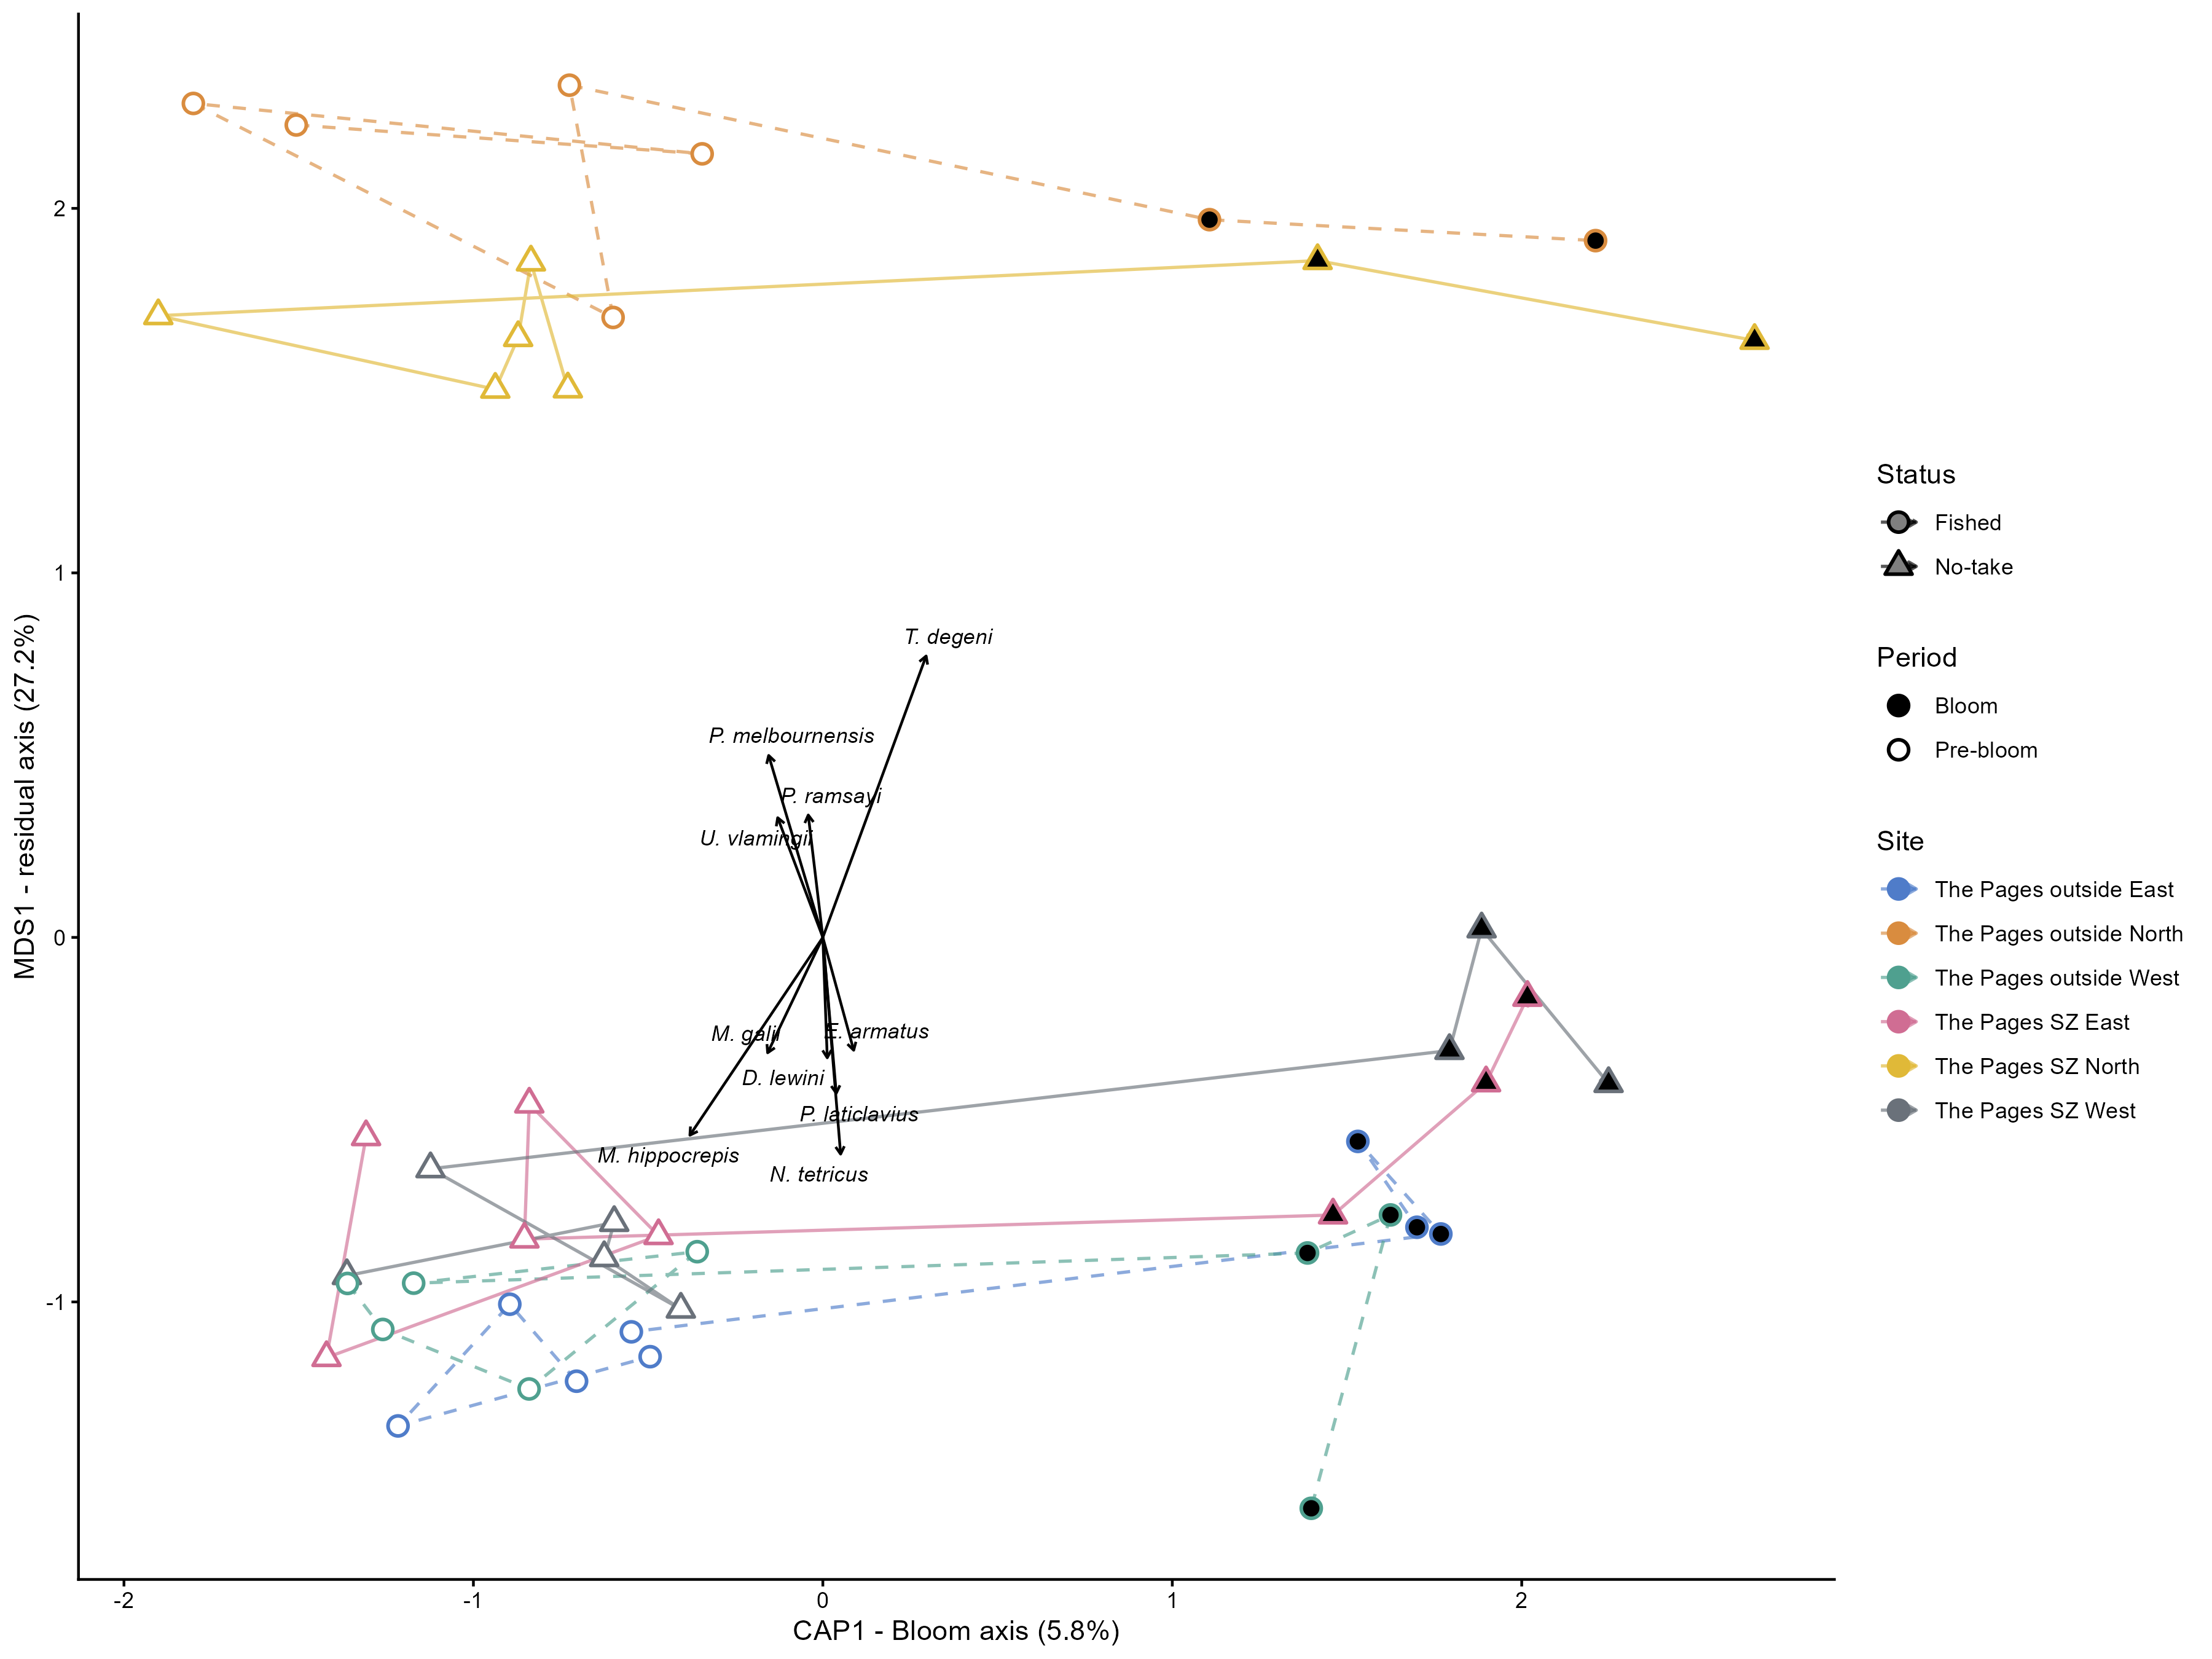 MDS1 - residual axis (27.2%)
2
1
0
-1
T. degeni
P. melbournensis
P. ramsayi
U. vlamingii
M. galii
E. armatus
D. lewini
P. laticlavius
M. hippocrepis
N. tetricus
-2
-1
0
1
2
CAP1 - Bloom axis (5.8%)
Status
Fished
No-take
Period
Bloom
Pre-bloom
Site
The Pages outside East
The Pages outside North
The Pages outside West
The Pages SZ East
The Pages SZ North
The Pages SZ West